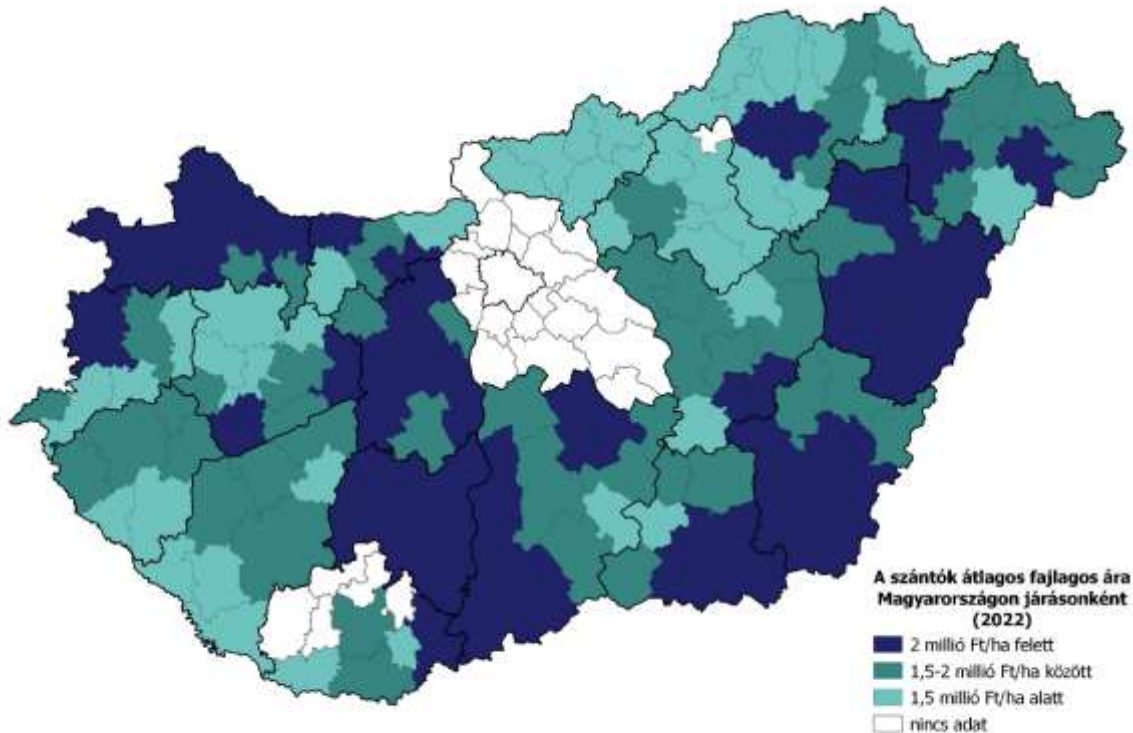 A szántók átlagos fajlagos ára
Magyarországon járásonként
(2022)
2 millió Ft/ha felett
1,5-2 millió Ft/ha között
1,5 millió Ft/ha alatt
nincs adat